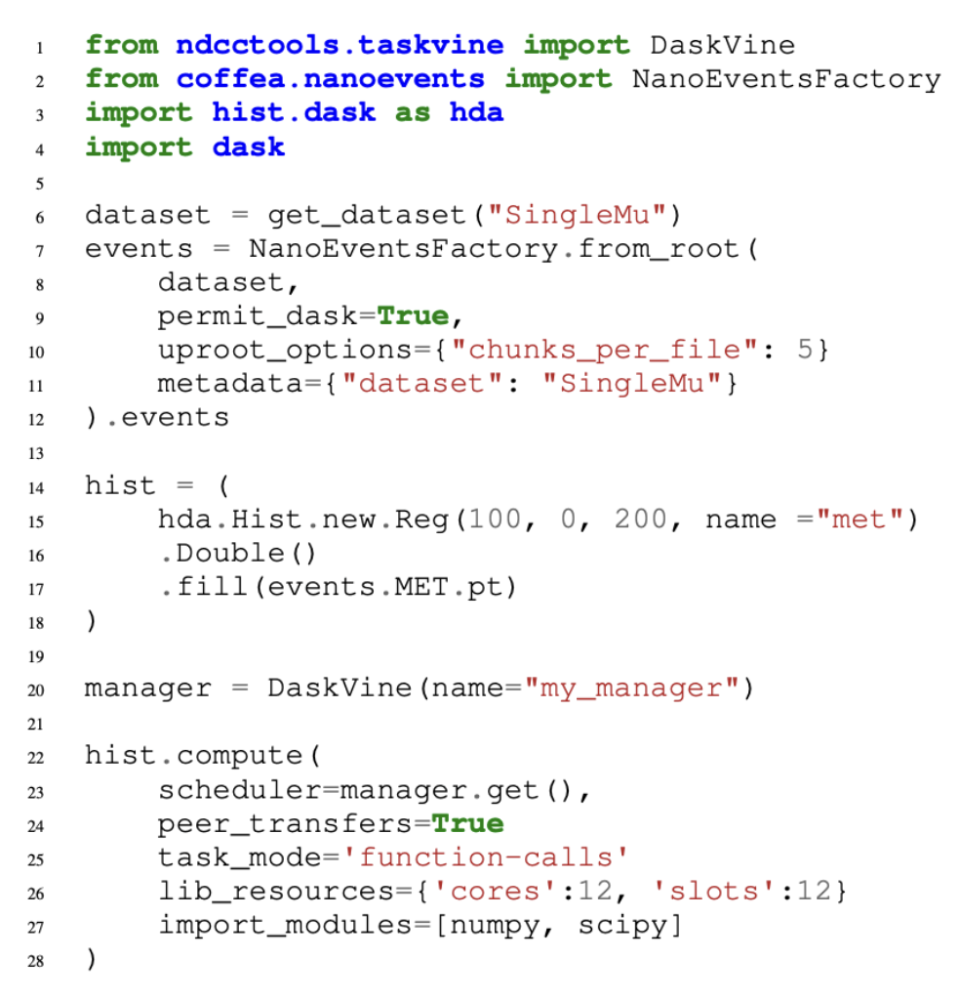 1 from ndcctools.taskvine import DaskVine
2 from coffea.nanoevents import NanoEventsFactory
3 import hist.dask as hda
4 import dask
5
6 dataset = get_dataset("SingleMu")
7 events = NanoEventsFactory.from_root(
8     dataset,
9     permit_dask=True,
10     uproot_options={"chunks_per_file": 5}
11     metadata={"dataset": "SingleMu"}
12 ).events
13
14 hist = (
15     hda.Hist.new.Reg(100, 0, 200, name ="met")
16     .Double()
17     .fill(events.MET.pt)
18 )
19
20 manager = DaskVine(name="my_manager")
21
22 hist.compute(
23     scheduler=manager.get(),
24     peer_transfers=True
25     task_mode='function-calls'
26     lib_resources={'cores':12, 'slots':12}
27     import_modules=[numpy, scipy]
28 )